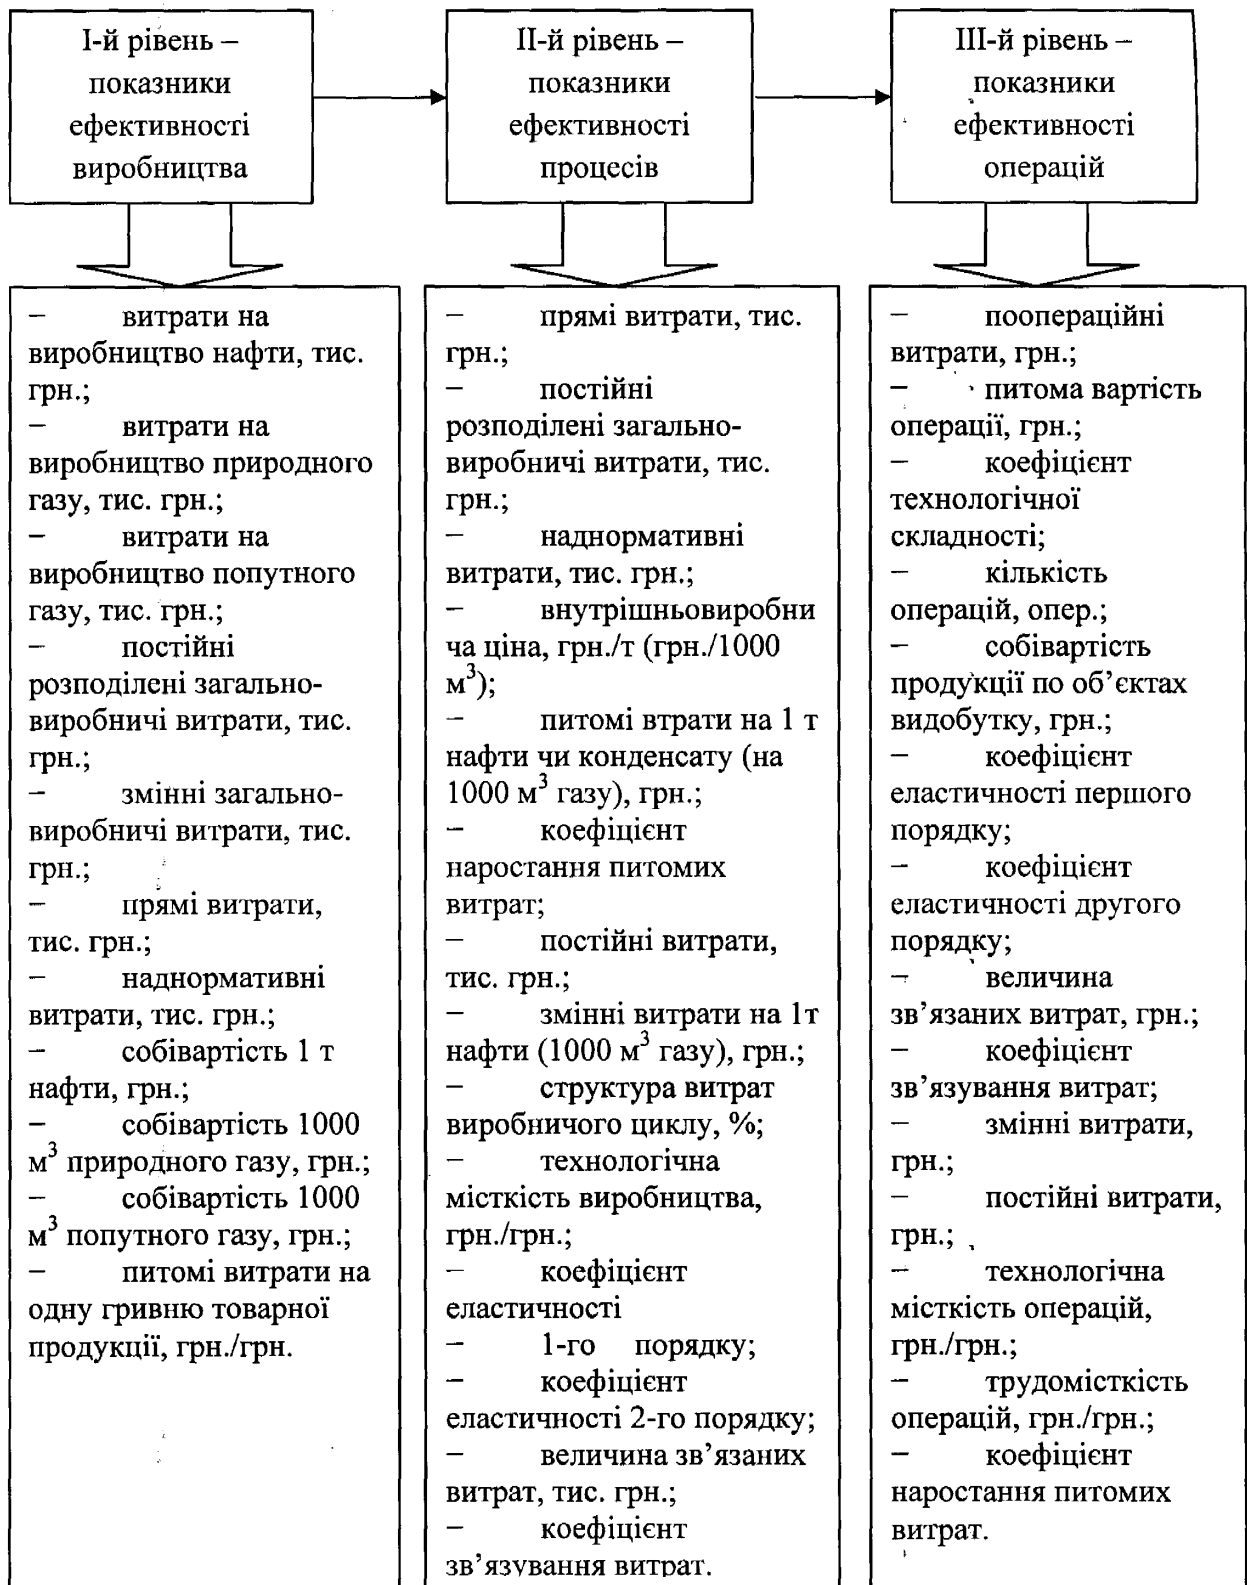 І-й рівень –
показники
ефективності
виробництва
ІІ-й рівень –
показники
ефективності
процесів
ІІІ-й рівень –
показники
ефективності
операцій
– витрати на
виробництво нафти, тис.
грн.;
– витрати на
виробництво природного
газу, тис. грн.;
– витрати на
виробництво попутного
газу, тис. грн.;
– постійні
розподілені загально-
виробничі витрати, тис.
грн.;
– змінні загально-
виробничі витрати, тис.
грн.;
– прямі витрати,
тис. грн.;
– наднормативні
витрати, тис. грн.;
– собівартість 1 т
нафти, грн.;
– собівартість 1000
м³ природного газу, грн.;
– собівартість 1000
м³ попутного газу, грн.;
– питомі витрати на
одну гривню товарної
продукції, грн./грн.
– прямі витрати, тис.
грн.;
– постійні
розподілені загально-
виробничі витрати, тис.
грн.;
– наднормативні
витрати, тис. грн.;
– внутрішньовиробни
ча ціна, грн./т (грн./1000
м³);
– питомі втрати на 1 т
нафти чи конденсату (на
1000 м³ газу), грн.;
– коефіцієнт
наростання питомих
витрат;
– постійні витрати,
тис. грн.;
– змінні витрати на 1т
нафти (1000 м³ газу), грн.;
– структура витрат
виробничого циклу, %;
– технологічна
місткість виробництва,
грн./грн.;
– коефіцієнт
еластичності
– 1-го порядку;
– коефіцієнт
еластичності 2-го порядку;
– величина зв’язаних
витрат, тис. грн.;
– коефіцієнт
зв’язування витрат.
– поопераційні
витрати, грн.;
– питома вартість
операції, грн.;
– коефіцієнт
технологічної
складності;
– кількість
операцій, опер.;
– собівартість
продукції по об’єктах
видобутку, грн.;
– коефіцієнт
еластичності першого
порядку;
– коефіцієнт
еластичності другого
порядку;
– величина
зв’язаних витрат, грн.;
– коефіцієнт
зв’язування витрат;
– змінні витрати,
грн.;
– постійні витрати,
грн.;
– технологічна
місткість операцій,
грн./грн.;
– трудомісткість
операцій, грн./грн.;
– коефіцієнт
наростання питомих
витрат.